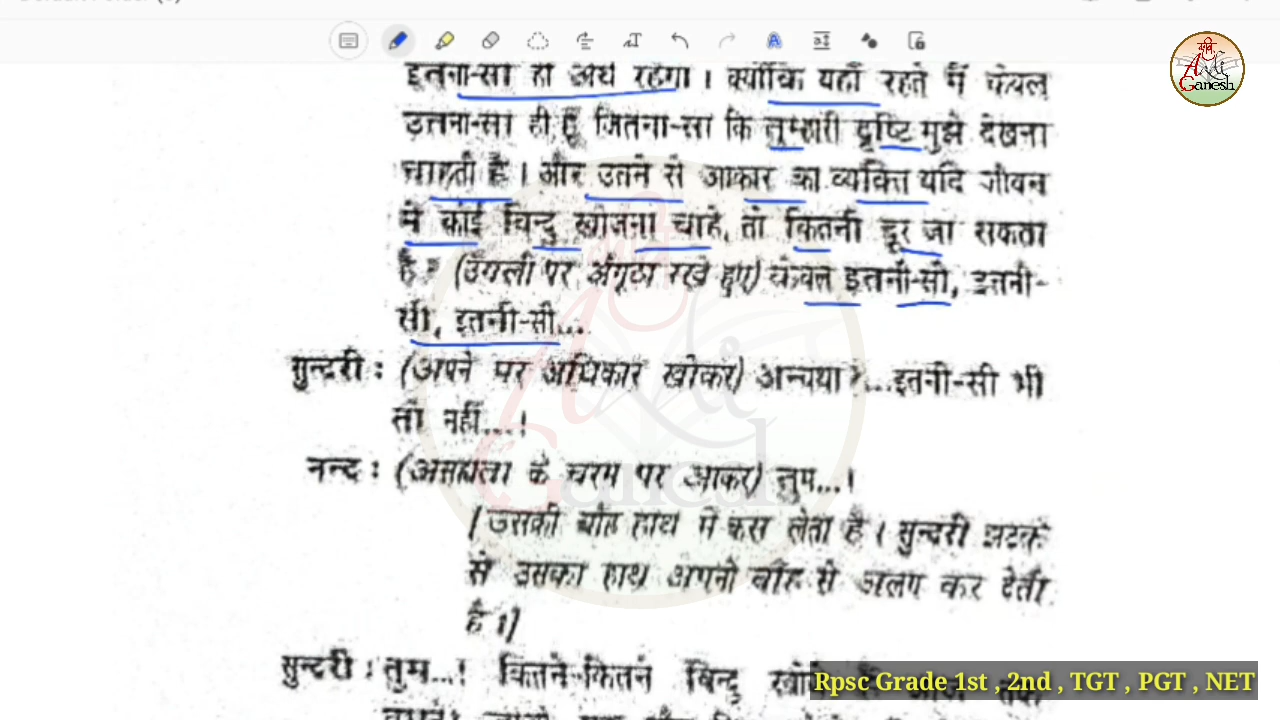 इतना-सा ही अर्थ रहेगा । क्योंकि यहाँ रहते मैं केवल
उतना-सा ही हूँ जितना-सा कि तुम्हारी दृष्टि मुझे देखना
चाहती है । और उतने से आकार का व्यक्ति यदि जीवन
में कोई बिन्दु खोजना चाहे, तो कितनी दूर जा सकता
है ? (उँगली पर अँगूठा रखे हुए) केवल इतनी-सी, इतनी-
सी, इतनी-सी...
सुन्दरी : (अपने पर अधिकार खोकर) अन्यथा ?...इतनी-सी भी
तो नहीं...!
नन्द : (असह्यता के चरम पर आकर) तुम...!
[उसकी बाँह हाथ में कस लेता है । सुन्दरी झटके
से उसका हाथ अपनी बाँह से अलग कर देती
है ।]
सुन्दरी : तुम...! कितने-कितने बिन्दु
Rpsc Grade 1st , 2nd , TGT , PGT , NET
श्री
Ganesh